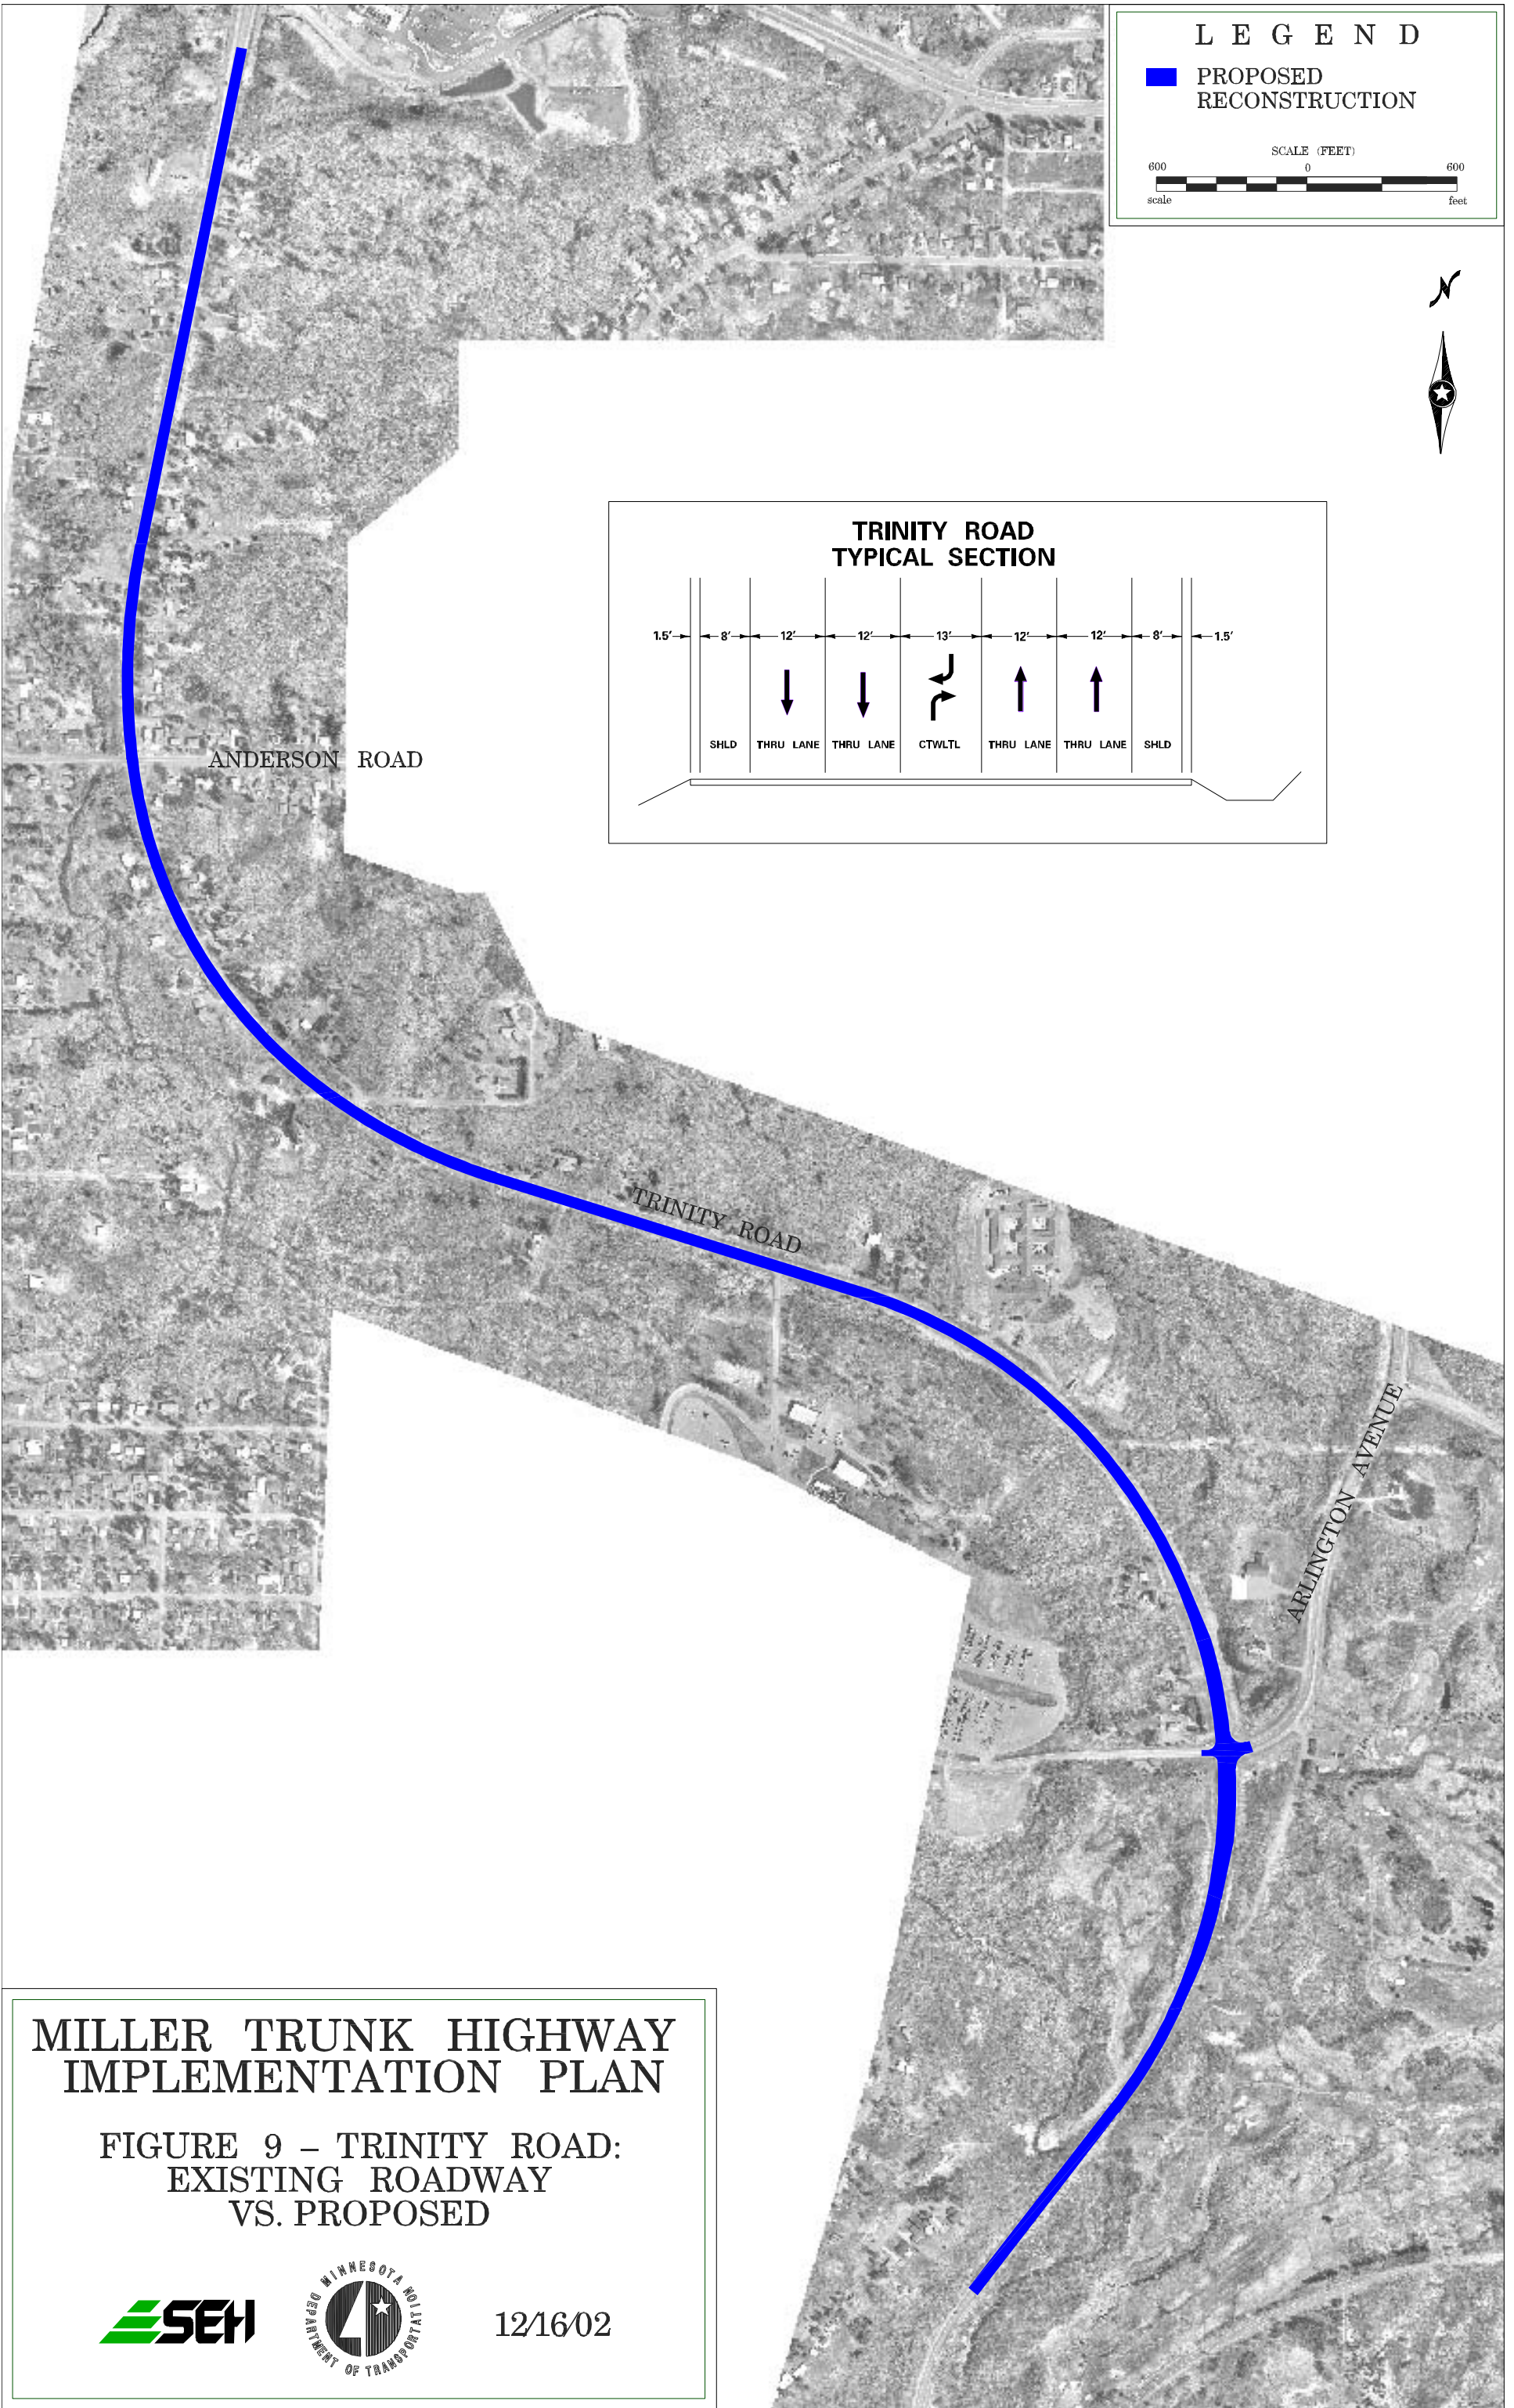 L E G E N D
PROPOSED
RECONSTRUCTION
SCALE (FEET)
600 0 600
scale feet
N
TRINITY ROAD
TYPICAL SECTION
1.5' 8' 12' 12' 13' 12' 12' 8' 1.5'
SHLD THRU LANE THRU LANE CTWLTL THRU LANE THRU LANE SHLD
ANDERSON ROAD
TRINITY ROAD
ARLINGTON AVENUE
MILLER TRUNK HIGHWAY
IMPLEMENTATION PLAN
FIGURE 9 – TRINITY ROAD:
EXISTING ROADWAY
VS. PROPOSED
SEH
MINNESOTA DEPARTMENT OF TRANSPORTATION
12/16/02